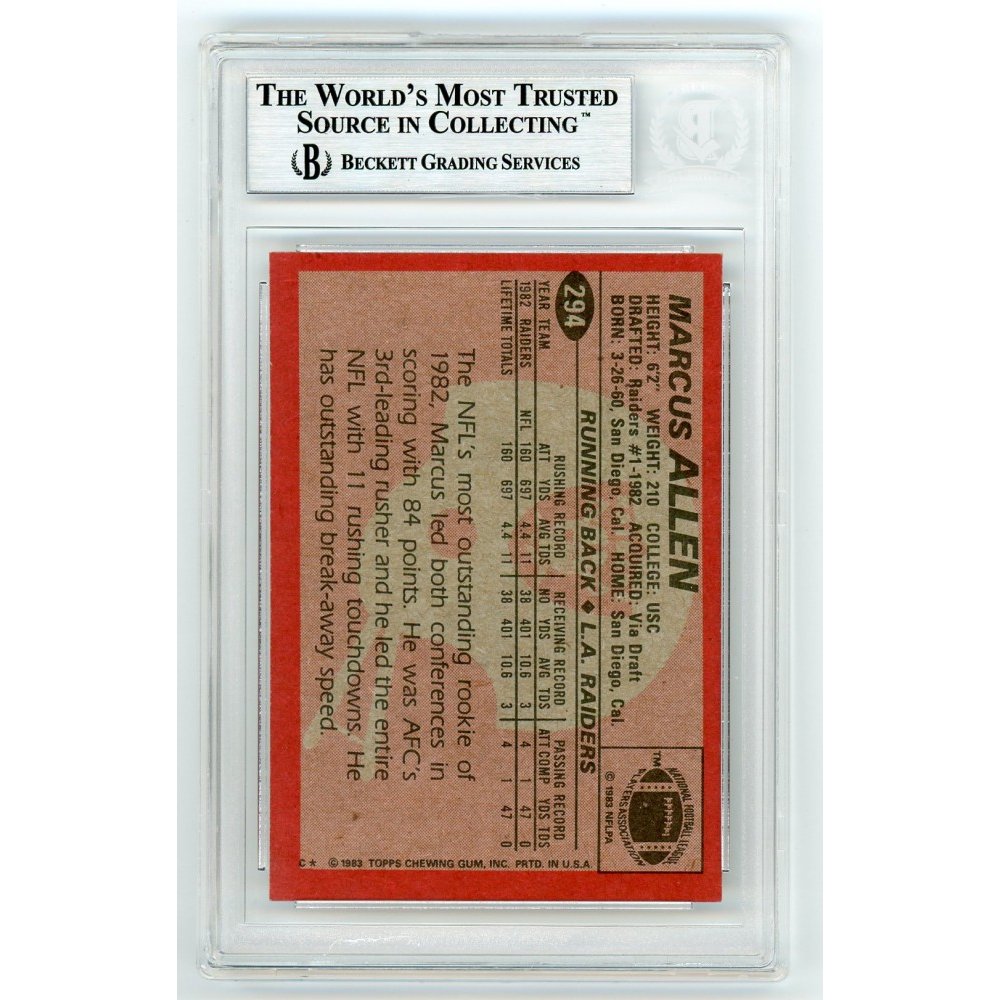 THE WORLD'S MOST TRUSTED
SOURCE IN COLLECTING™
B BECKETT GRADING SERVICES
MARCUS ALLEN
HEIGHT: 6'2" WEIGHT: 210 COLLEGE: USC
DRAFTED: Raiders #1-1982 ACQUIRED: Via Draft
BORN: 3-26-60, San Diego, Cal. HOME: San Diego, Cal.
NATIONAL FOOTBALL LEAGUE
PLAYERS ASSOCIATION
TM
© 1983 NFLPA
294
RUNNING BACK ♦ L.A. RAIDERS
RUSHING RECORD RECEIVING RECORD PASSING RECORD
YEAR TEAM ATT YDS AVG TDS NO YDS AVG TDS ATT COMP YDS TDS
1982 RAIDERS NFL 160 697 4.4 11 38 401 10.6 3 4 1 47 0
LIFETIME TOTALS 160 697 4.4 11 38 401 10.6 3 4 1 47 0
The NFL's most outstanding rookie of
1982, Marcus led both conferences in
scoring with 84 points. He was AFC's
3rd-leading rusher and he led the entire
NFL with 11 rushing touchdowns. He
has outstanding break-away speed.
C* © 1983 TOPPS CHEWING GUM, INC. PRTD. IN U.S.A.